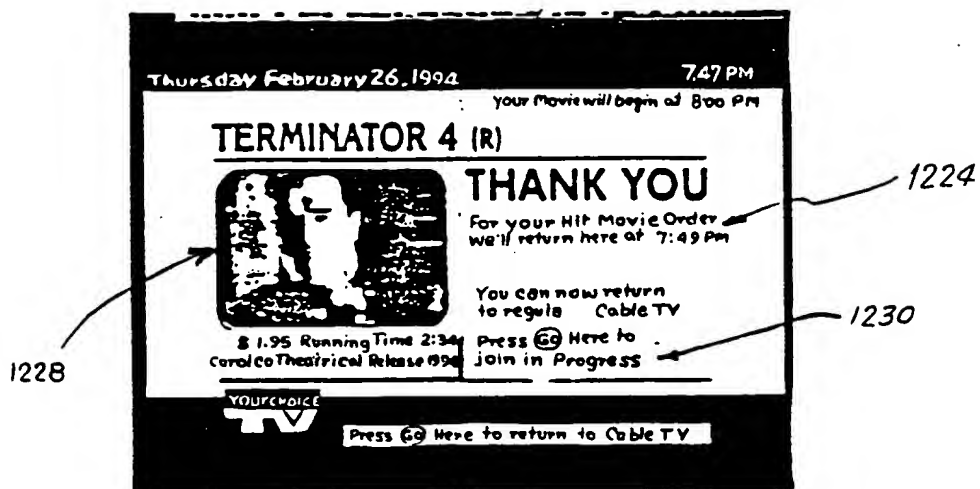 Thursday February 26, 1994 7.47 PM
your Movie will begin at 8:00 PM
TERMINATOR 4 (R)
THANK YOU
1224
For your Hit Movie Order
we'll return here at 7:49 PM
You can now return
to regula Cable TV
1230
1228
$ 1.95 Running Time 2:34
Carolco Theatrical Release
Press Go Here to
join in Progress
YOUR CHOICE
TV
Press Go Here to return to Cable TV